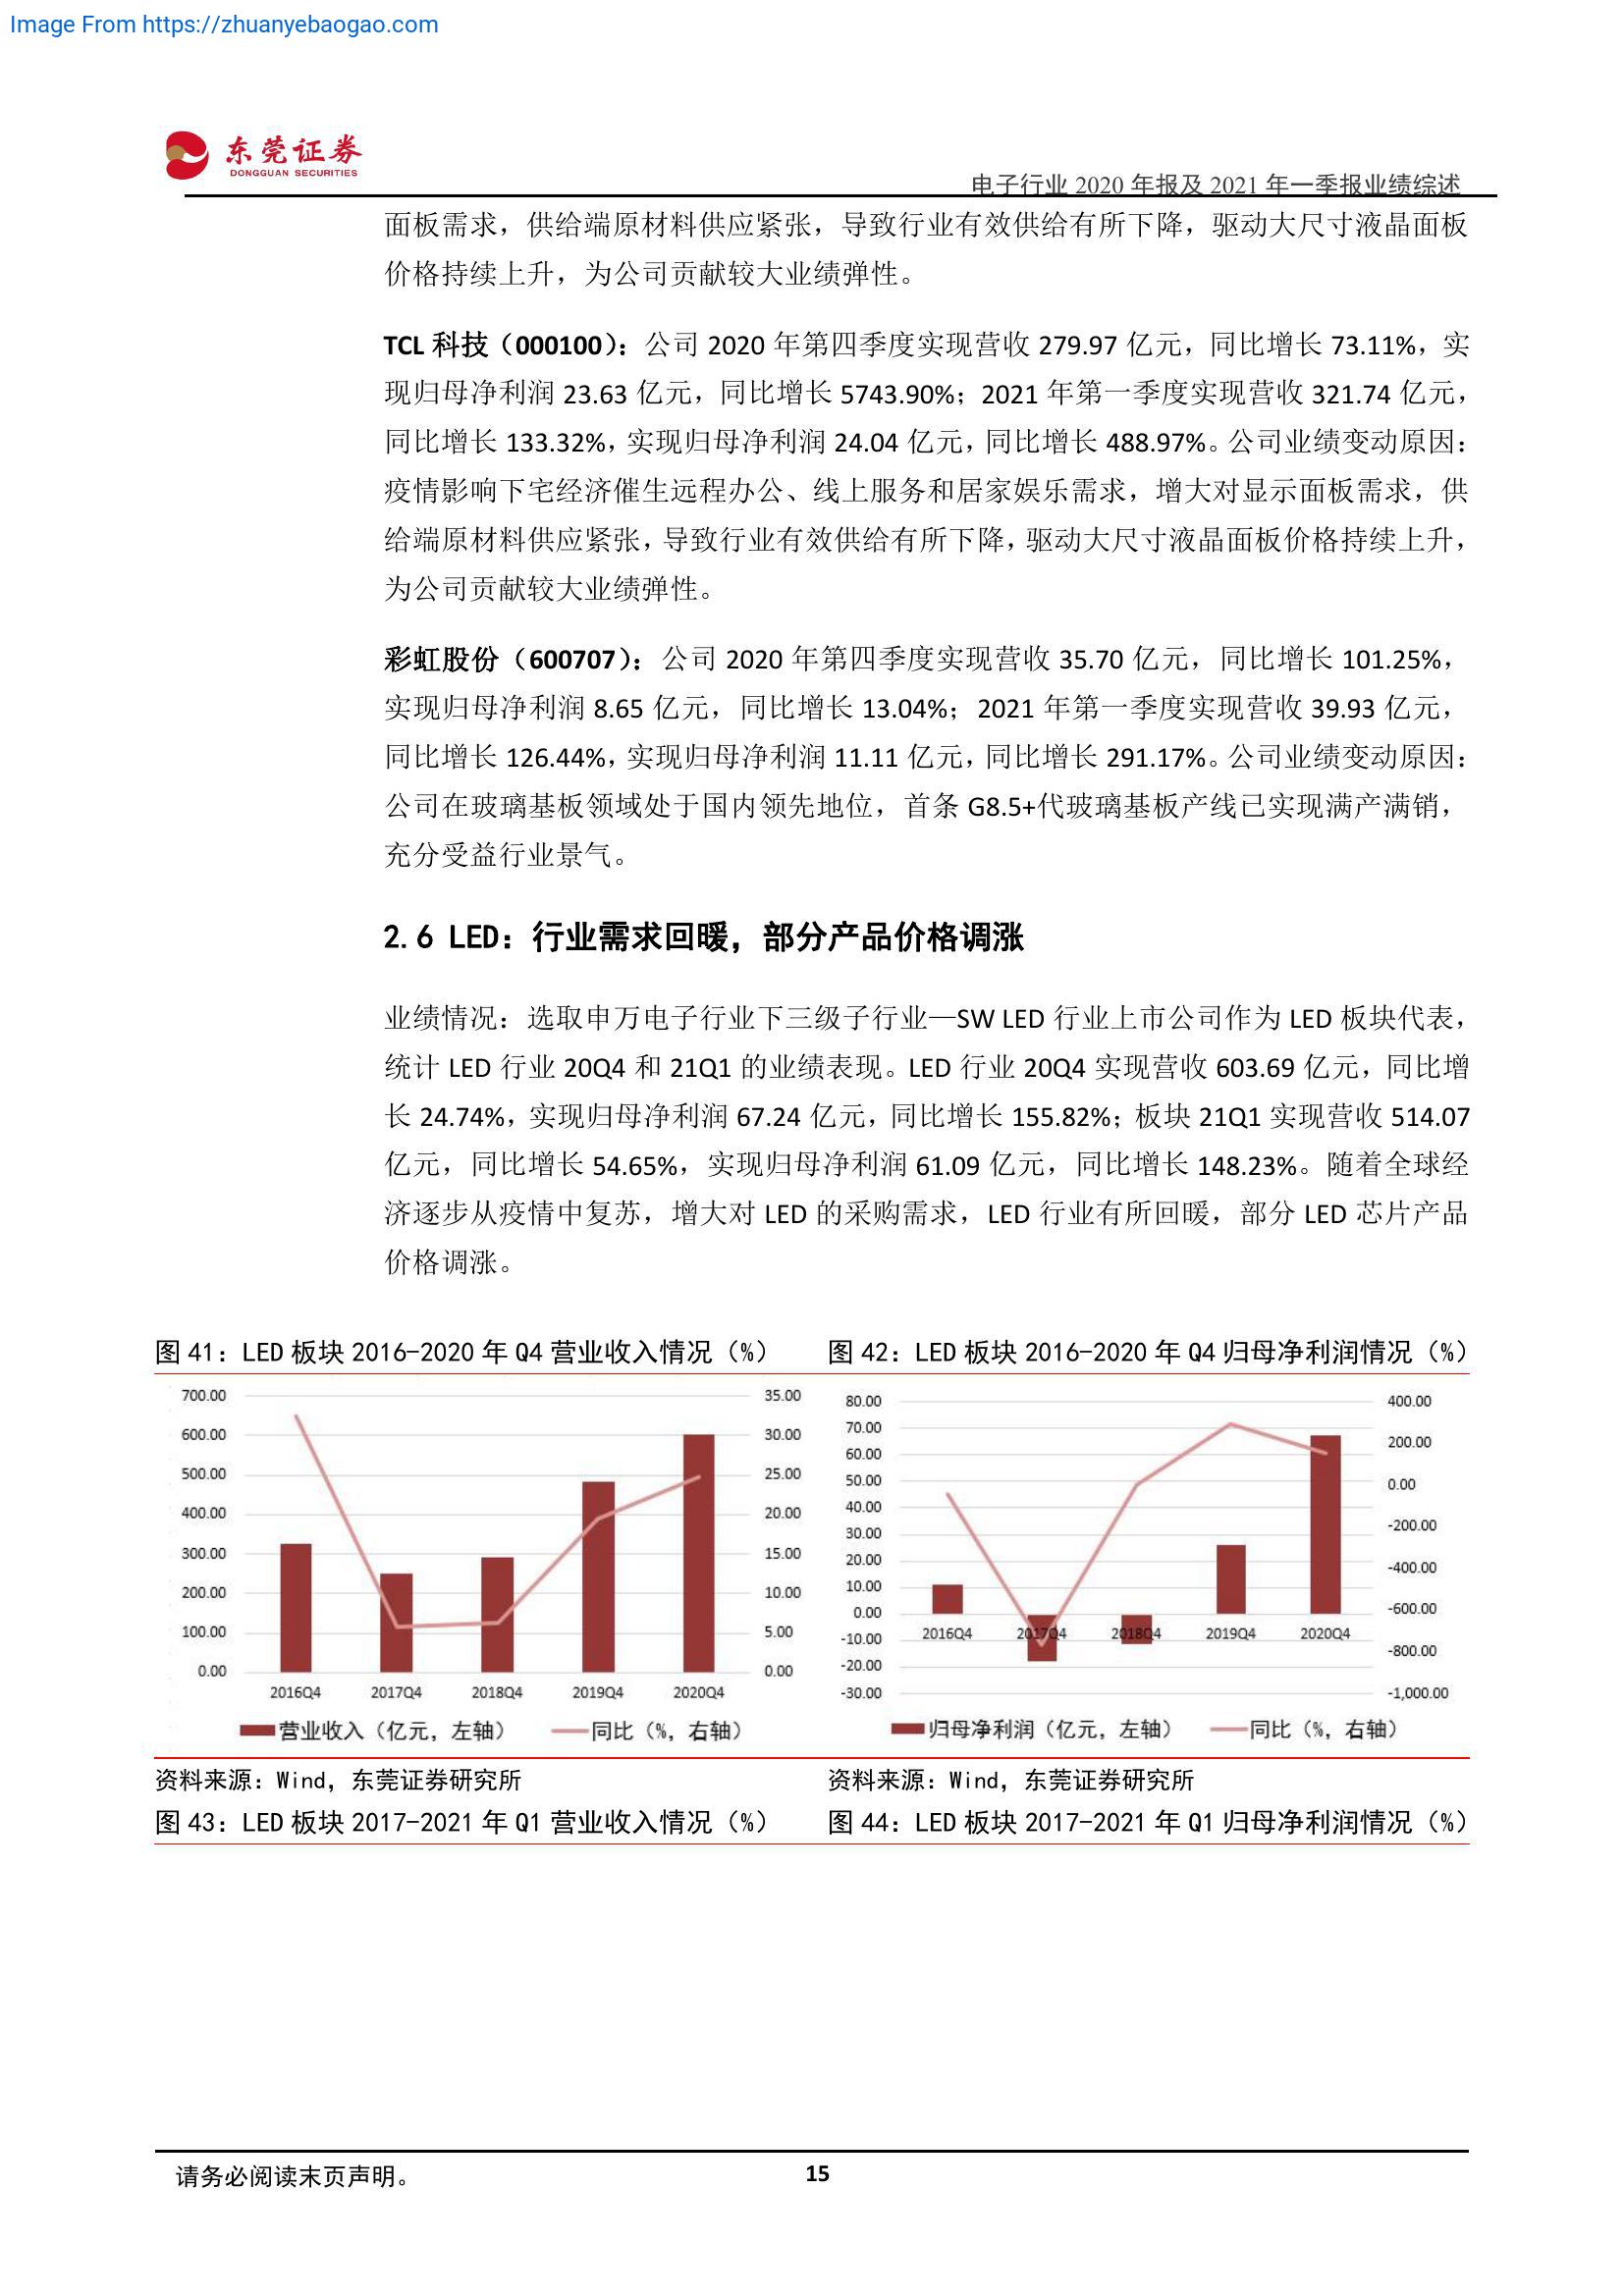 Image From https://zhuanyebaogao.com
东莞证券
DONGGUAN SECURITIES
电子行业 2020 年报及 2021 年一季报业绩综述
面板需求，供给端原材料供应紧张，导致行业有效供给有所下降，驱动大尺寸液晶面板
价格持续上升，为公司贡献较大业绩弹性。
TCL 科技（000100）：公司 2020 年第四季度实现营收 279.97 亿元，同比增长 73.11%，实
现归母净利润 23.63 亿元，同比增长 5743.90%；2021 年第一季度实现营收 321.74 亿元，
同比增长 133.32%，实现归母净利润 24.04 亿元，同比增长 488.97%。公司业绩变动原因：
疫情影响下宅经济催生远程办公、线上服务和居家娱乐需求，增大对显示面板需求，供
给端原材料供应紧张，导致行业有效供给有所下降，驱动大尺寸液晶面板价格持续上升，
为公司贡献较大业绩弹性。
彩虹股份（600707）：公司 2020 年第四季度实现营收 35.70 亿元，同比增长 101.25%，
实现归母净利润 8.65 亿元，同比增长 13.04%；2021 年第一季度实现营收 39.93 亿元，
同比增长 126.44%，实现归母净利润 11.11 亿元，同比增长 291.17%。公司业绩变动原因：
公司在玻璃基板领域处于国内领先地位，首条 G8.5+代玻璃基板产线已实现满产满销，
充分受益行业景气。
2.6 LED：行业需求回暖，部分产品价格调涨
业绩情况：选取申万电子行业下三级子行业—SW LED 行业上市公司作为 LED 板块代表，
统计 LED 行业 20Q4 和 21Q1 的业绩表现。LED 行业 20Q4 实现营收 603.69 亿元，同比增
长 24.74%，实现归母净利润 67.24 亿元，同比增长 155.82%；板块 21Q1 实现营收 514.07
亿元，同比增长 54.65%，实现归母净利润 61.09 亿元，同比增长 148.23%。随着全球经
济逐步从疫情中复苏，增大对 LED 的采购需求，LED 行业有所回暖，部分 LED 芯片产品
价格调涨。
图 41：LED 板块 2016-2020 年 Q4 营业收入情况（%）
700.00 35.00
600.00 30.00
500.00 25.00
400.00 20.00
300.00 15.00
200.00 10.00
100.00 5.00
0.00 0.00
2016Q4 2017Q4 2018Q4 2019Q4 2020Q4
营业收入（亿元，左轴） 同比（%，右轴）
资料来源：Wind，东莞证券研究所
图 42：LED 板块 2016-2020 年 Q4 归母净利润情况（%）
80.00 400.00
70.00
60.00 200.00
50.00 0.00
40.00
30.00 -200.00
20.00 -400.00
10.00
0.00 -600.00
2016Q4 2017Q4 2018Q4 2019Q4 2020Q4
-10.00 -800.00
-20.00
-30.00 -1,000.00
归母净利润（亿元，左轴） 同比（%，右轴）
资料来源：Wind，东莞证券研究所
图 43：LED 板块 2017-2021 年 Q1 营业收入情况（%）
图 44：LED 板块 2017-2021 年 Q1 归母净利润情况（%）
请务必阅读末页声明。
15